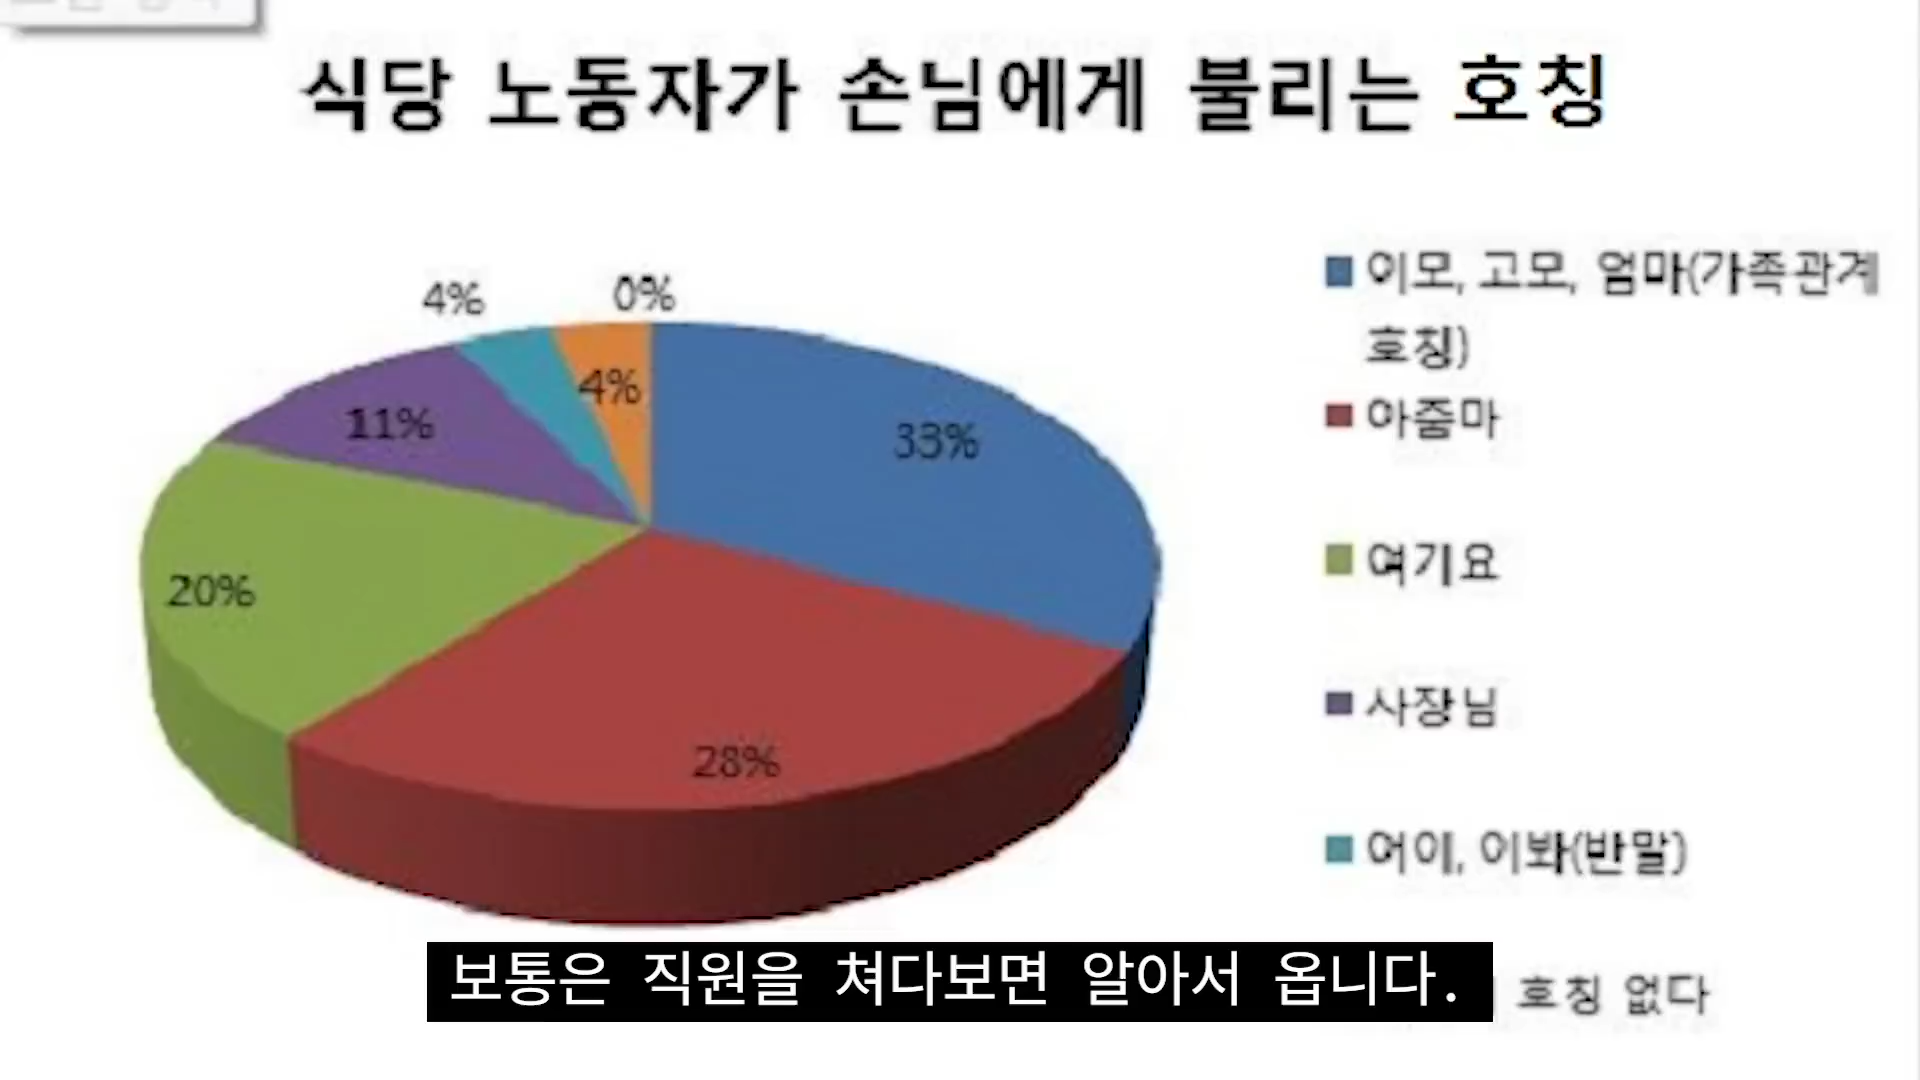 식당 노동자가 손님에게 불리는 호칭
4%
0%
4%
11%
33%
20%
28%
이모, 고모, 엄마(가족관계
호칭)
아줌마
여기요
사장님
어이, 이봐(반말)
호칭 없다
보통은 직원을 쳐다보면 알아서 옵니다.